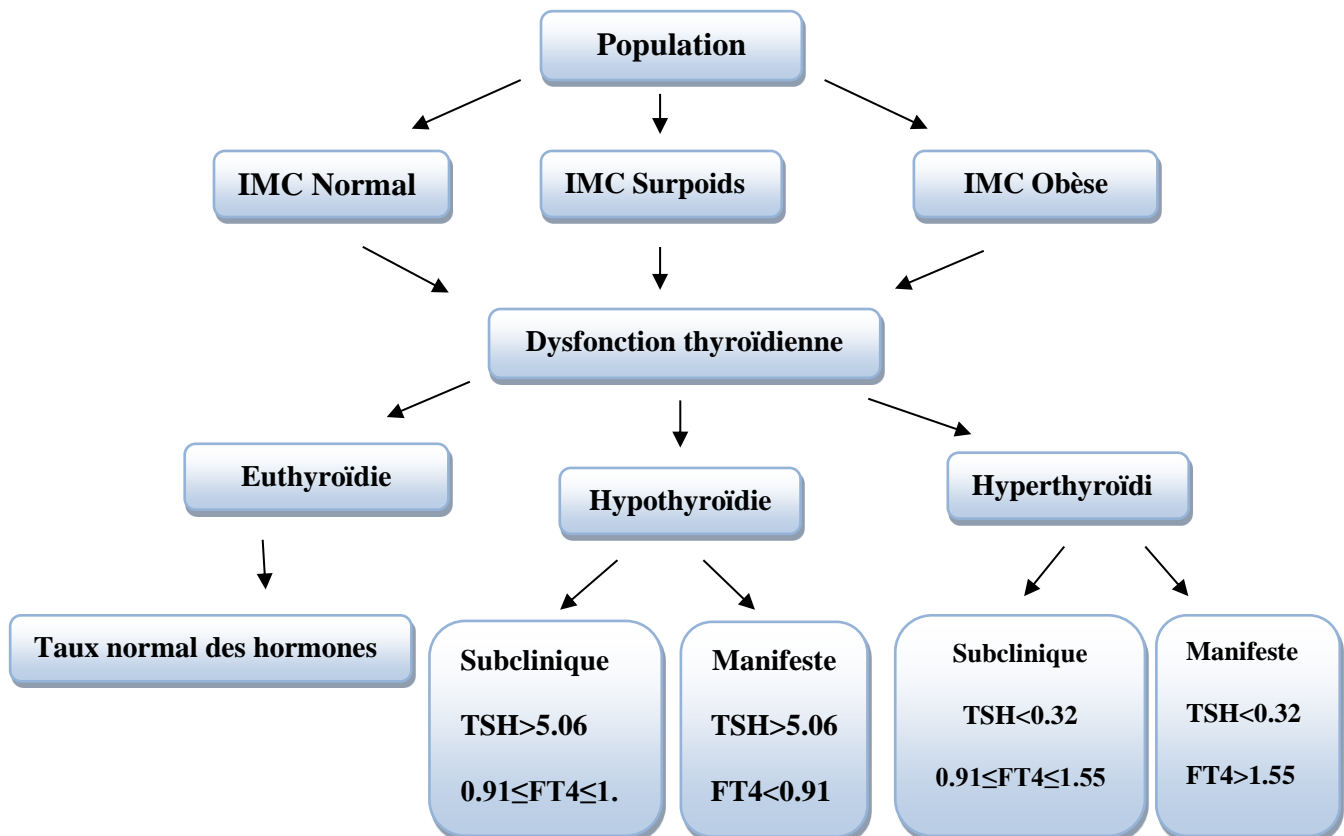 Population
IMC Normal
IMC Surpoids
IMC Obèse
Dysfonction thyroïdienne
Euthyroïdie
Hypothyroïdie
Hyperthyroïdi
Taux normal des hormones
Subclinique
TSH>5.06
0.91≤FT4≤1.
Manifeste
TSH>5.06
FT4<0.91
Subclinique
TSH<0.32
0.91≤FT4≤1.55
Manifeste
TSH<0.32
FT4>1.55